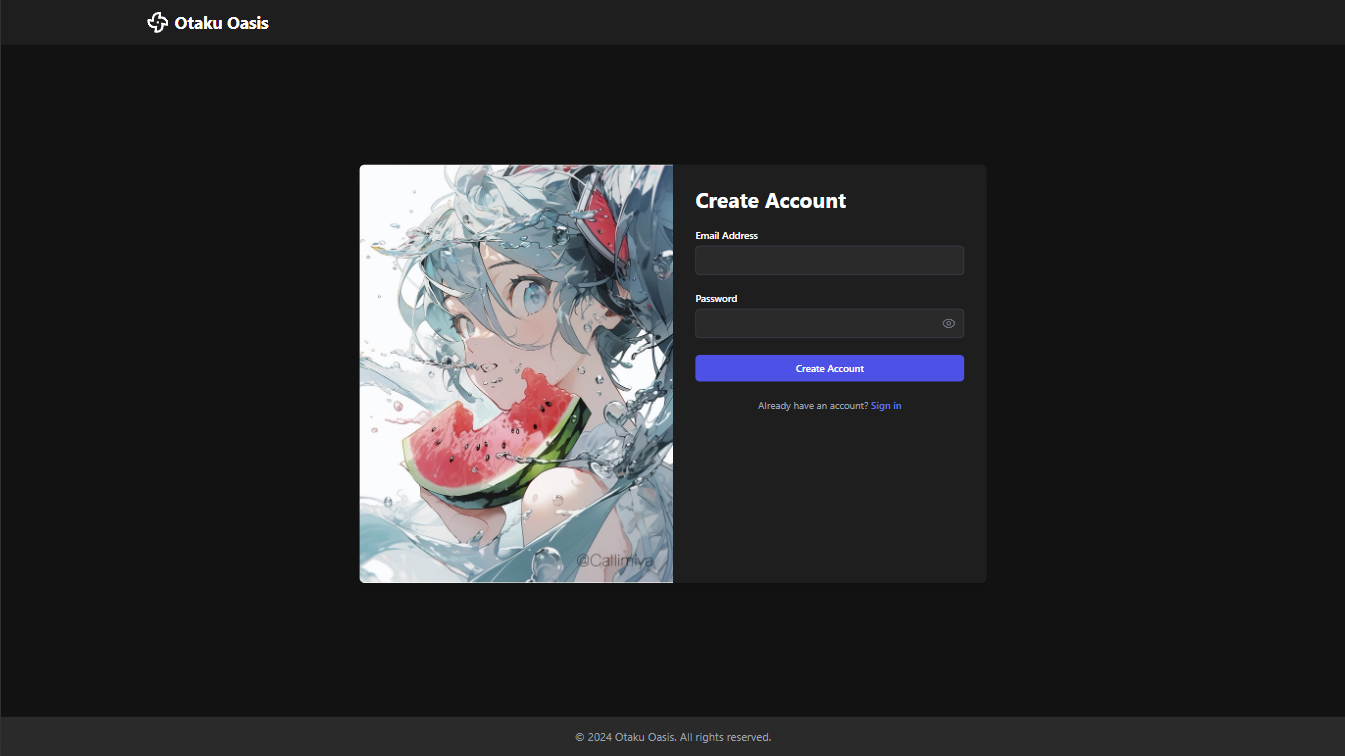 Otaku Oasis
Create Account
Email Address
Password
Create Account
Already have an account? Sign in
@Callimiya
© 2024 Otaku Oasis. All rights reserved.